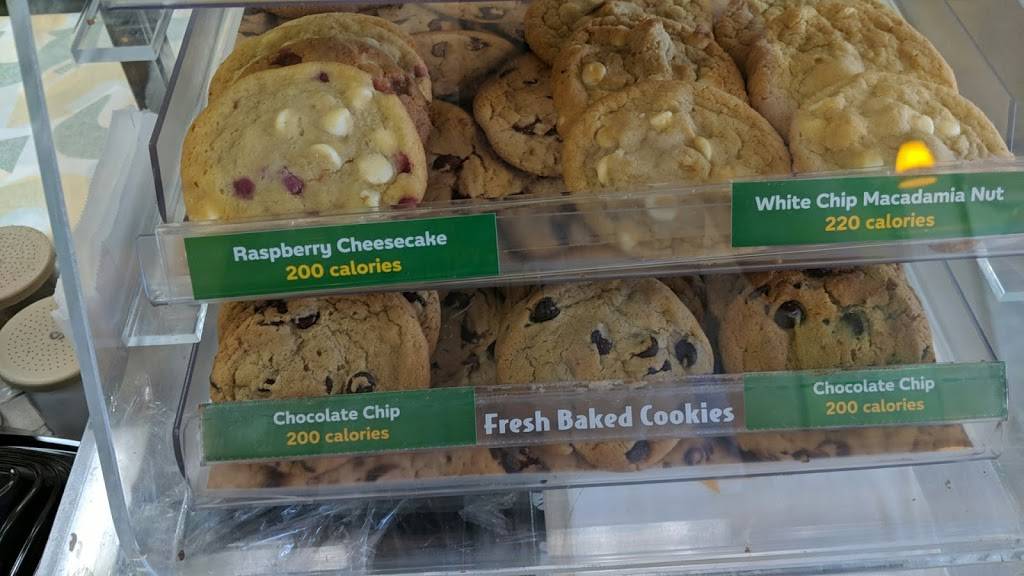 Raspberry Cheesecake
200 calories
White Chip Macadamia Nut
220 calories
Chocolate Chip
200 calories
Fresh Baked Cookies
Chocolate Chip
200 calories